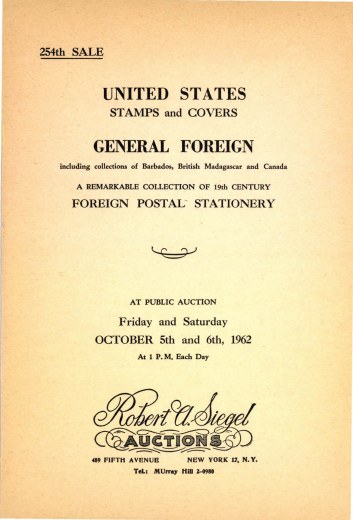 254th SALE
UNITED STATES
STAMPS and COVERS
GENERAL FOREIGN
including collections of Barbados, British Madagascar and Canada
A REMARKABLE COLLECTION OF 19th CENTURY
FOREIGN POSTAL STATIONERY
AT PUBLIC AUCTION
Friday and Saturday
OCTOBER 5th and 6th, 1962
At 1 P.M, Each Day
Robert A. Siegel
AUCTIONS
489 FIFTH AVENUE NEW YORK 17, N.Y.
Tel.: MUrray Hill 2-0980